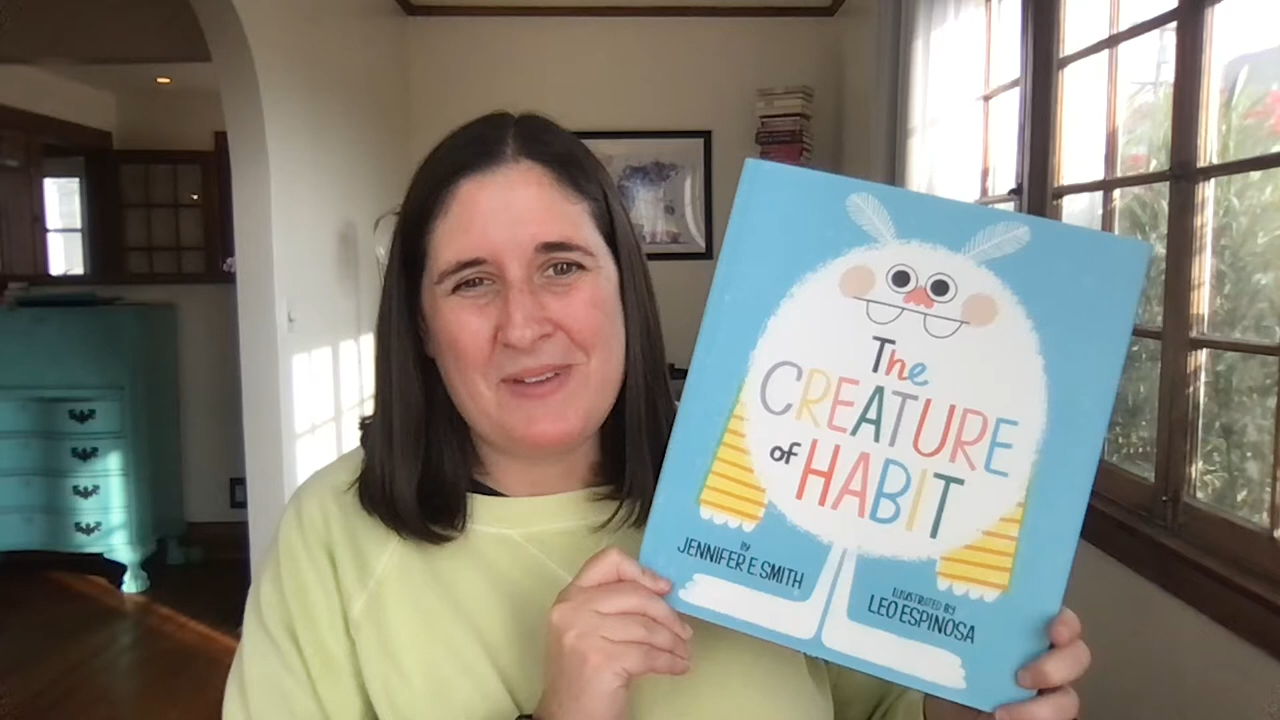 The
CREATURE
of HABIT
by
JENNIFER E. SMITH
ILLUSTRATED BY
LEO ESPINOSA